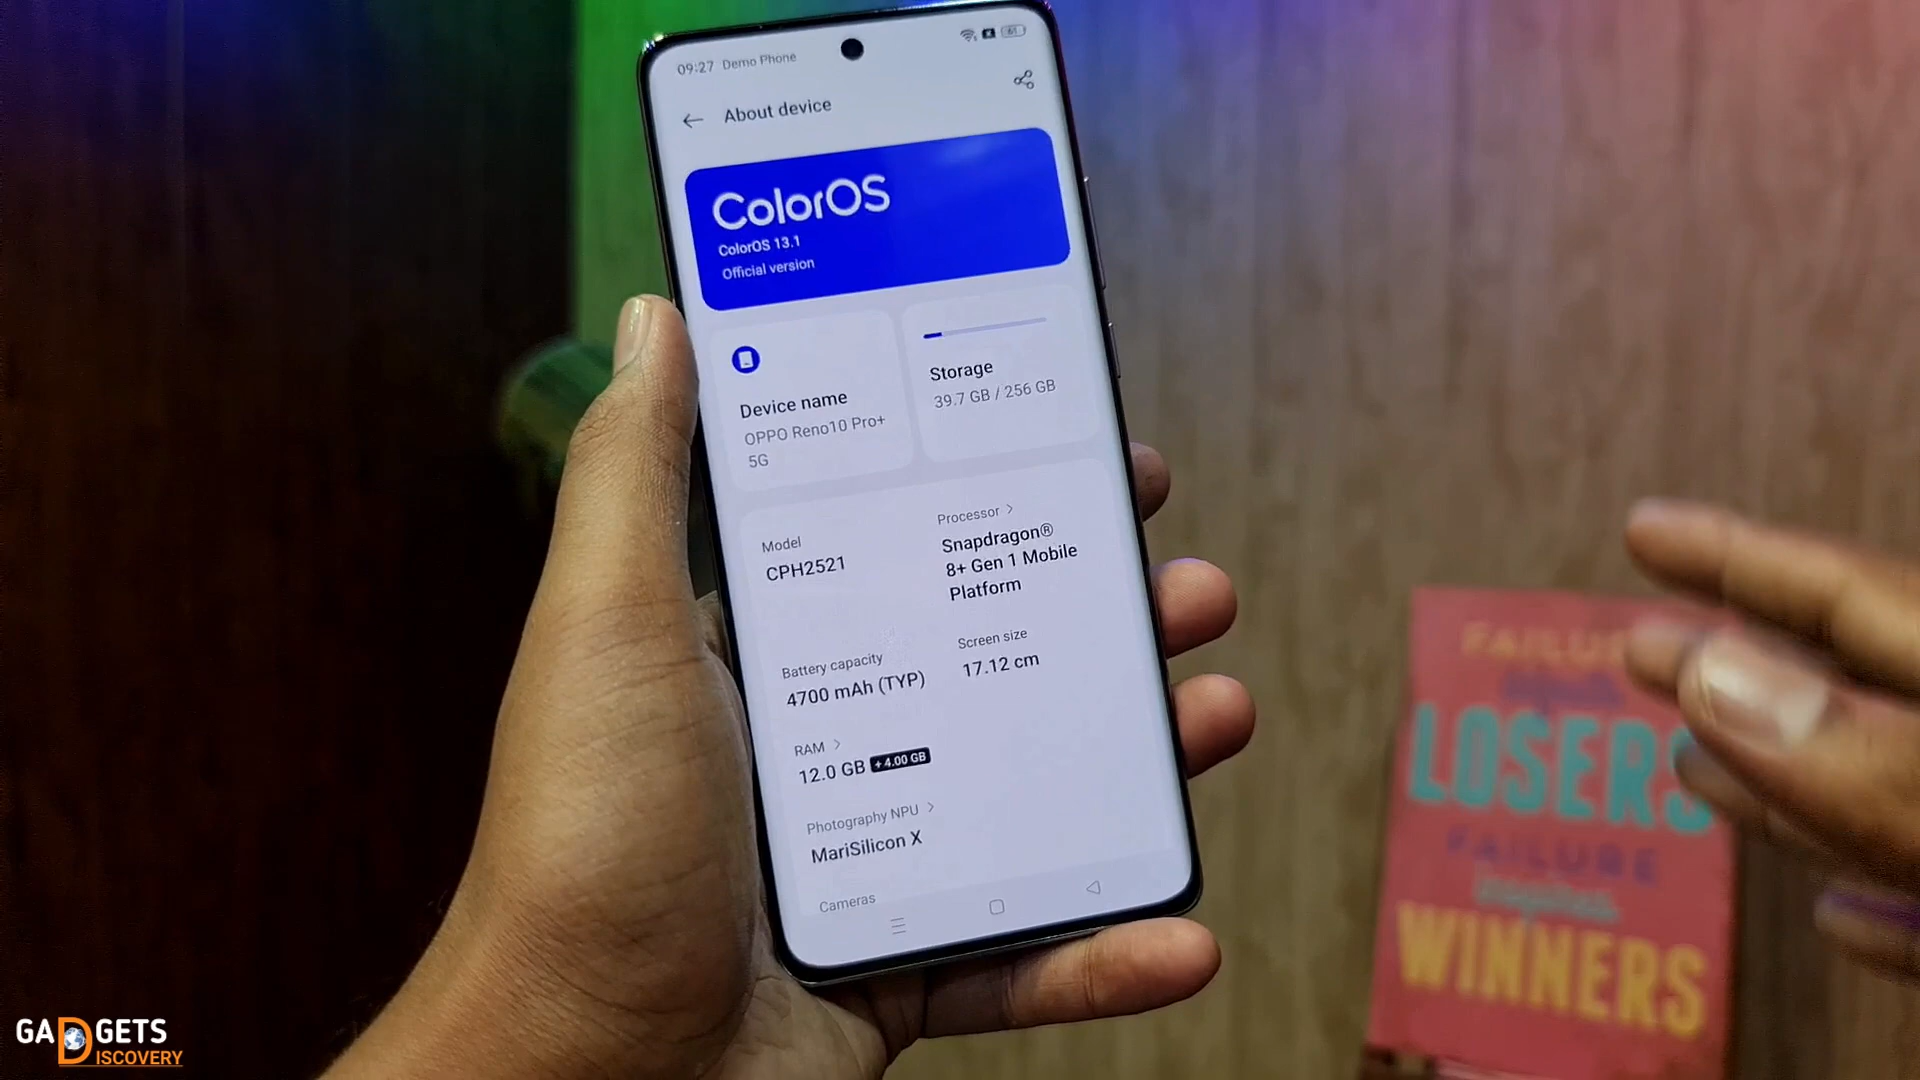 09:27 Demo Phone
61
About device
ColorOS
ColorOS 13.1
Official version
Device name
OPPO Reno10 Pro+
5G
Storage
39.7 GB / 256 GB
Model
CPH2521
Processor
Snapdragon®
8+ Gen 1 Mobile
Platform
Battery capacity
4700 mAh (TYP)
Screen size
17.12 cm
RAM
12.0 GB +4.00 GB
Photography NPU
MariSilicon X
Cameras
LOSERS
FAILURE
WINNERS
GADGETS
DISCOVERY